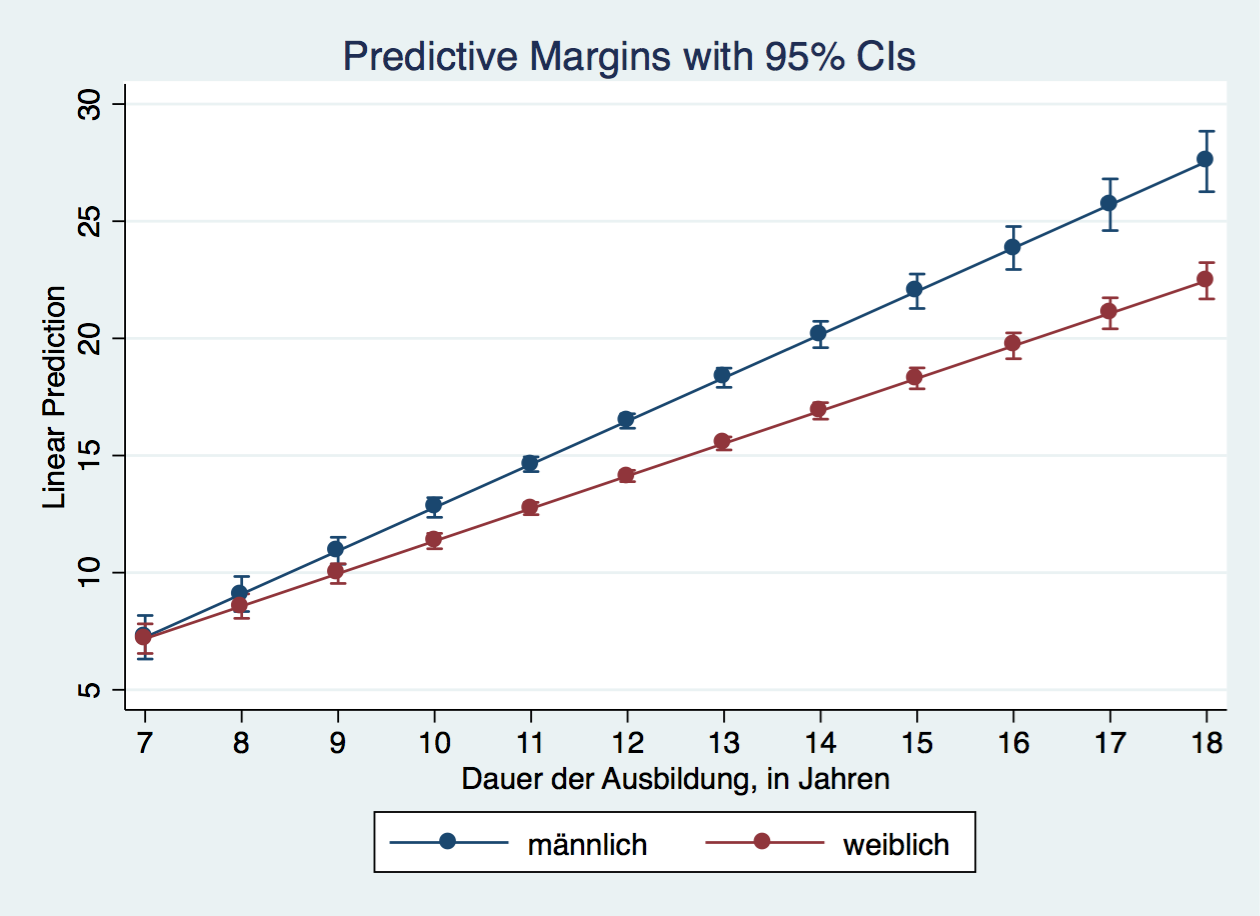 Predictive Margins with 95% CIs
Linear Prediction
30
25
20
15
10
5
7 8 9 10 11 12 13 14 15 16 17 18
Dauer der Ausbildung, in Jahren
männlich weiblich